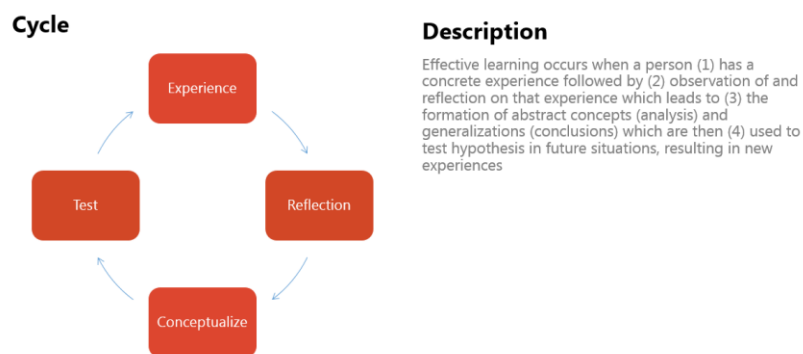 Cycle
Experience
Reflection
Conceptualize
Test
Description
Effective learning occurs when a person (1) has a
concrete experience followed by (2) observation of and
reflection on that experience which leads to (3) the
formation of abstract concepts (analysis) and
generalizations (conclusions) which are then (4) used to
test hypothesis in future situations, resulting in new
experiences